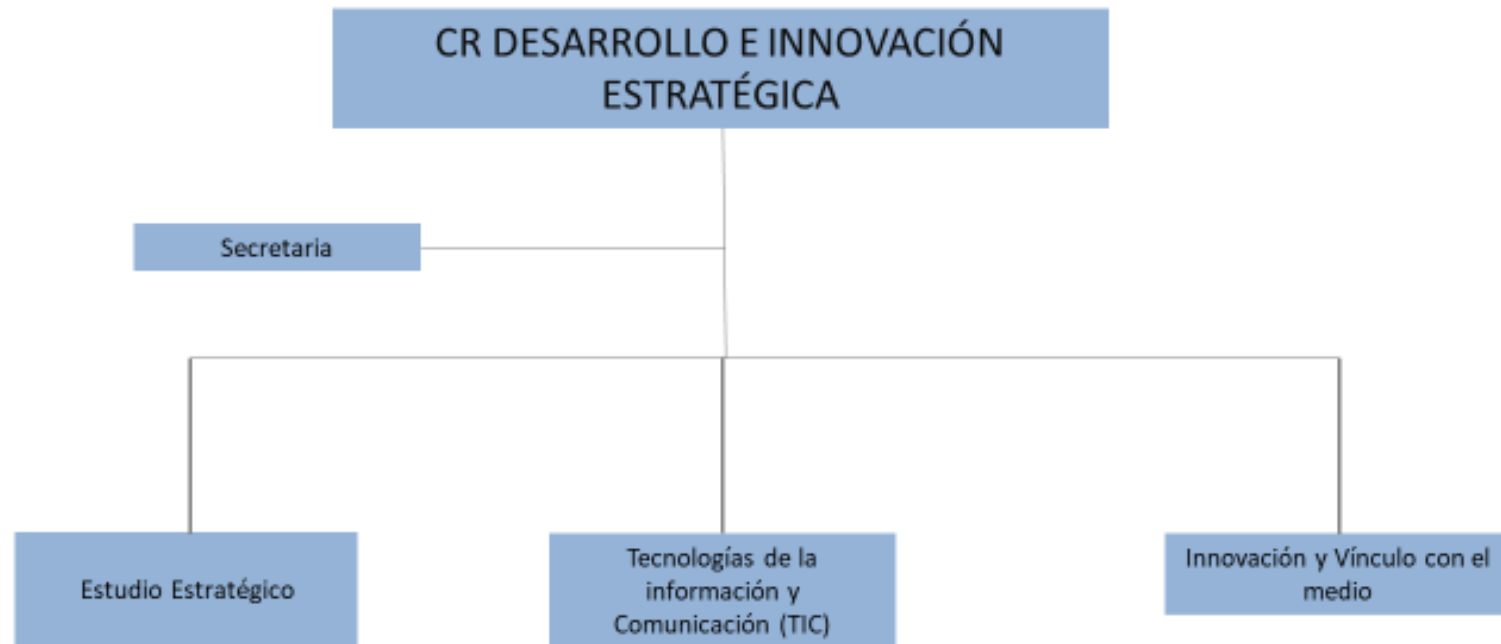 CR DESARROLLO E INNOVACIÓN
ESTRATÉGICA
Secretaria
Estudio Estratégico
Tecnologías de la
información y
Comunicación (TIC)
Innovación y Vínculo con el
medio